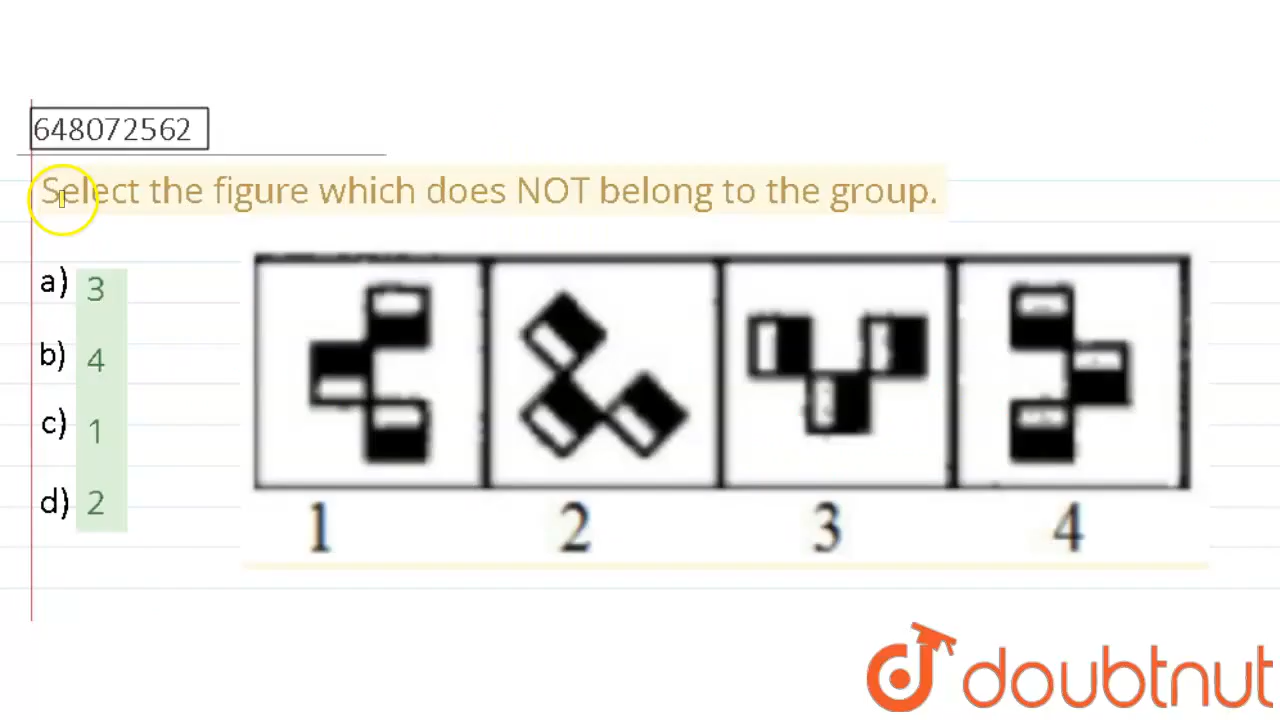 648072562
Select the figure which does NOT belong to the group.
a) 3
b) 4
c) 1
d) 2
1 2 3 4
doubtnut